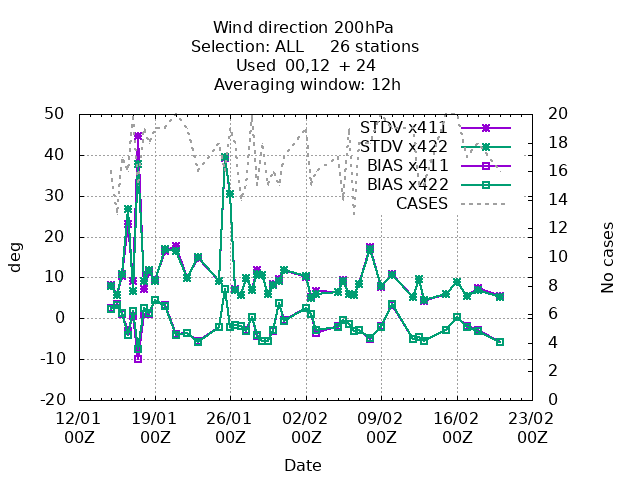 Wind direction 200hPa
Selection: ALL 26 stations
Used 00,12 + 24
Averaging window: 12h
50
40
30
20
10
0
-10
-20
deg
20
18
16
14
12
10
8
6
4
2
0
No cases
STDV x411
STDV x422
BIAS x411
BIAS x422
CASES
12/01 19/01 26/01 02/02 09/02 16/02 23/02
00Z 00Z 00Z 00Z 00Z 00Z 00Z
Date